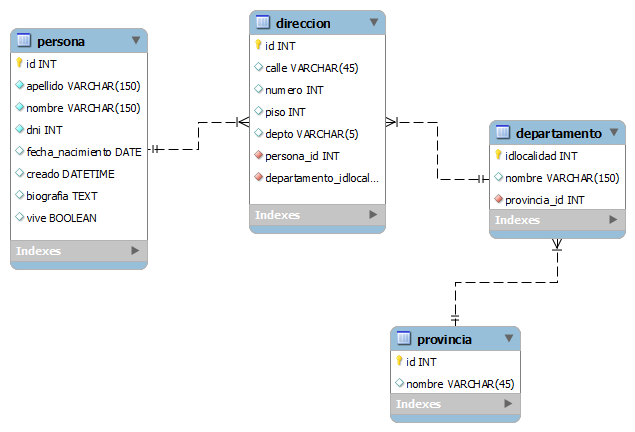 persona
id INT
apellido VARCHAR(150)
nombre VARCHAR(150)
dni INT
fecha_nacimiento DATE
creado DATETIME
biografia TEXT
vive BOOLEAN
Indexes
direccion
id INT
calle VARCHAR(45)
numero INT
piso INT
depto VARCHAR(5)
persona_id INT
departamento_idlocal...
Indexes
departamento
idlocalidad INT
nombre VARCHAR(150)
provincia_id INT
Indexes
provincia
id INT
nombre VARCHAR(45)
Indexes